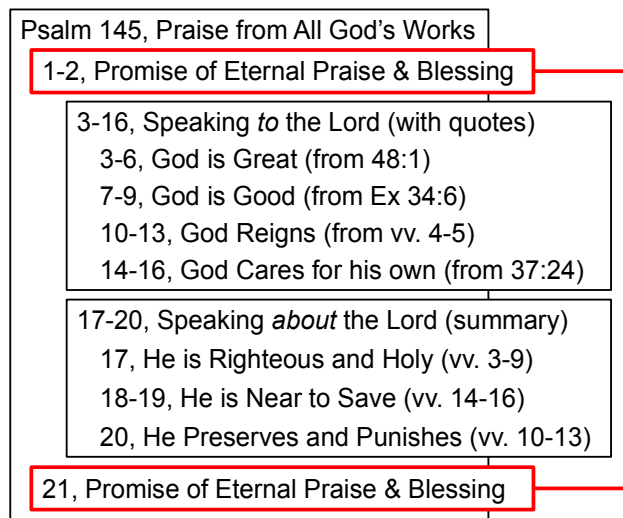 Psalm 145, Praise from All God’s Works
1-2, Promise of Eternal Praise & Blessing
3-16, Speaking to the Lord (with quotes)
3-6, God is Great (from 48:1)
7-9, God is Good (from Ex 34:6)
10-13, God Reigns (from vv. 4-5)
14-16, God Cares for his own (from 37:24)
17-20, Speaking about the Lord (summary)
17, He is Righteous and Holy (vv. 3-9)
18-19, He is Near to Save (vv. 14-16)
20, He Preserves and Punishes (vv. 10-13)
21, Promise of Eternal Praise & Blessing